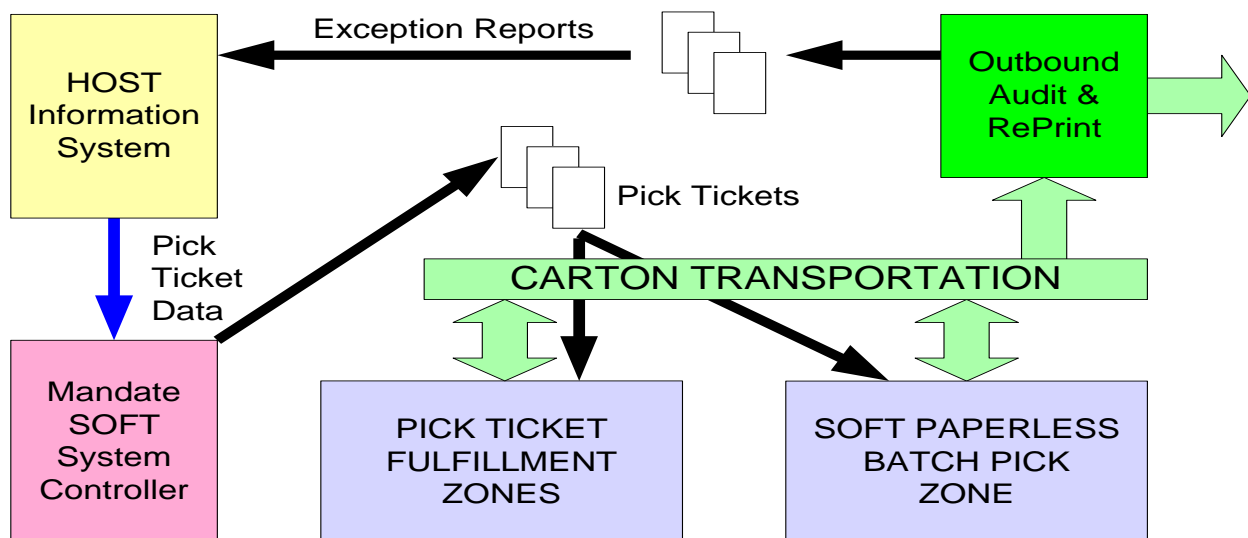 Exception Reports
HOST
Information
System
Outbound
Audit &
RePrint
Pick Tickets
Pick
Ticket
Data
CARTON TRANSPORTATION
Mandate
SOFT
System
Controller
PICK TICKET
FULFILLMENT
ZONES
SOFT PAPERLESS
BATCH PICK
ZONE